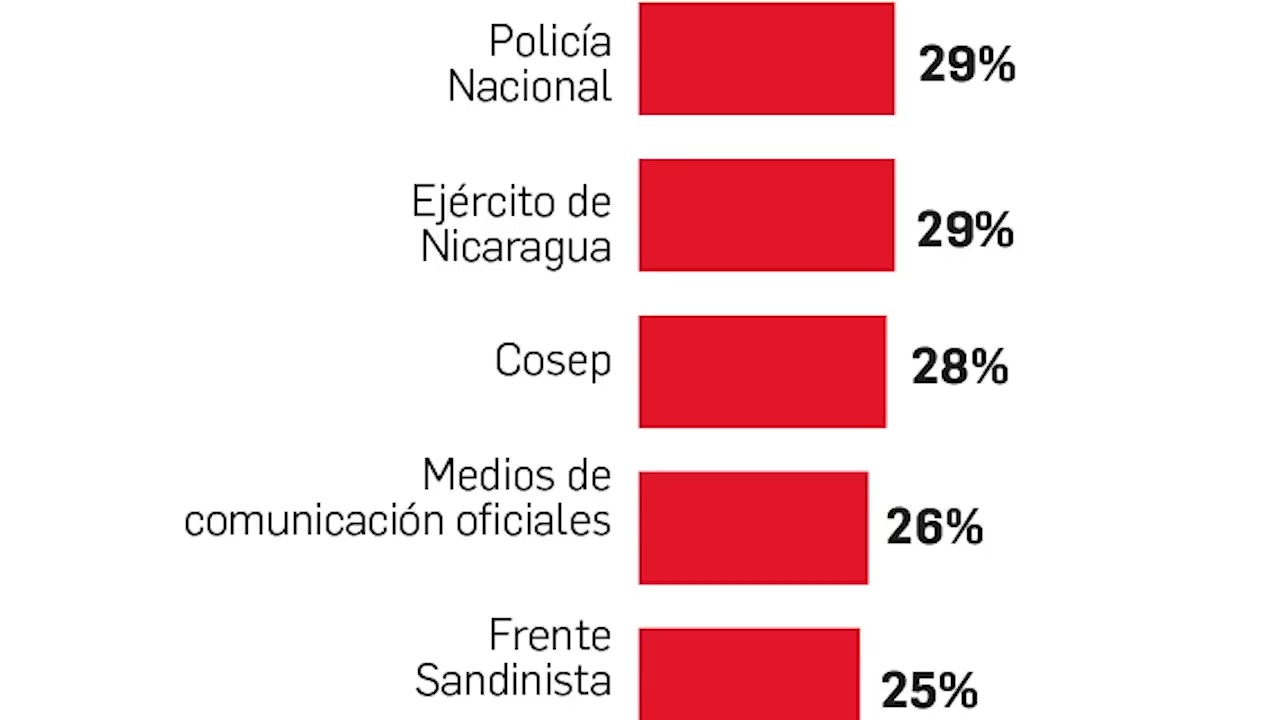 Policía
Nacional
29%
Ejército de
Nicaragua
29%
Cosep
28%
Medios de
comunicación oficiales
26%
Frente
Sandinista
25%